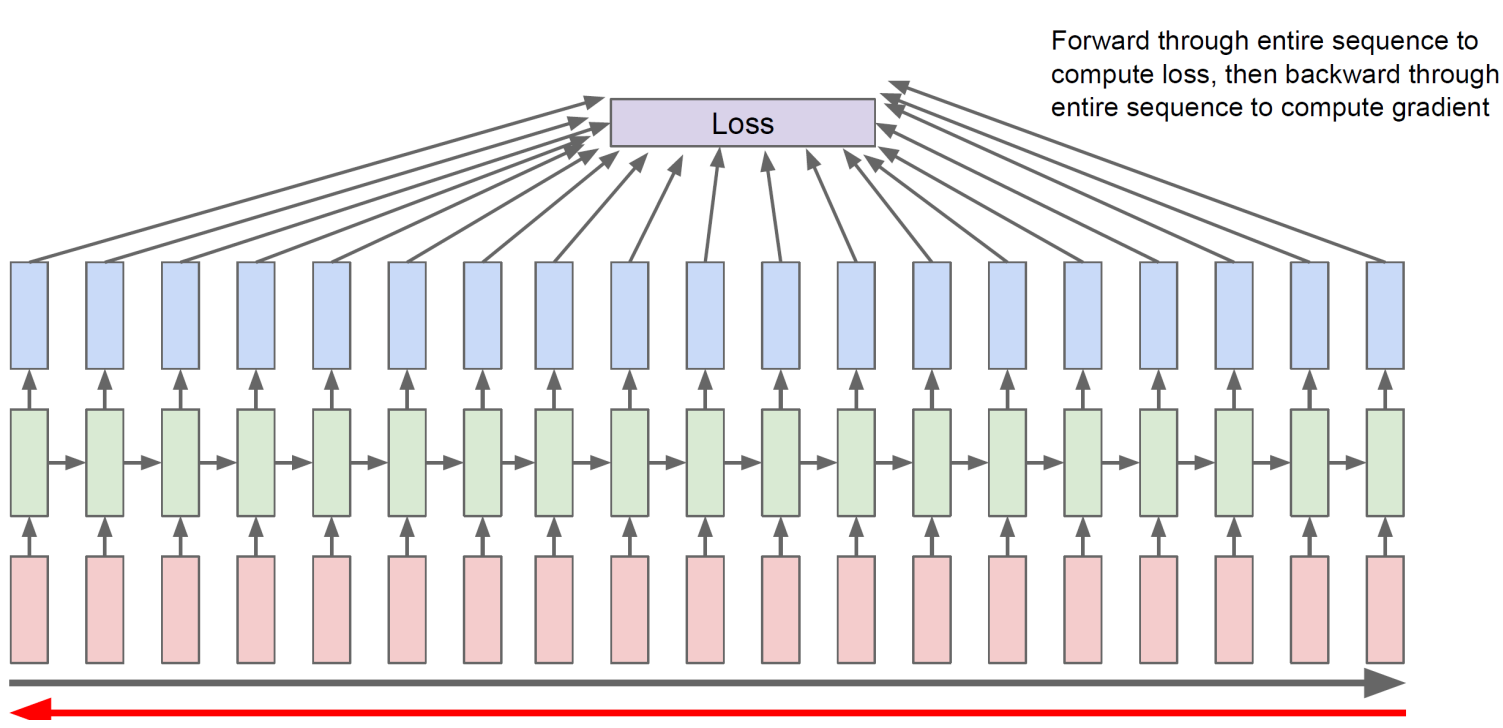 Forward through entire sequence to
compute loss, then backward through
entire sequence to compute gradient
Loss